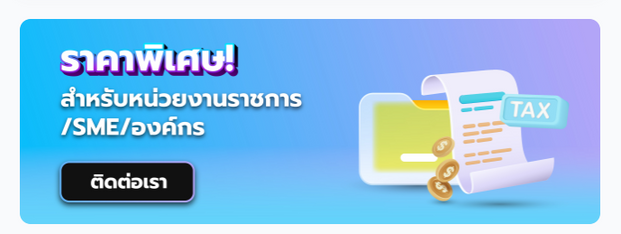 ราคาพิเศษ!
สำหรับหน่วยงานราชการ
/SME/องค์กร
ติดต่อเรา
TAX